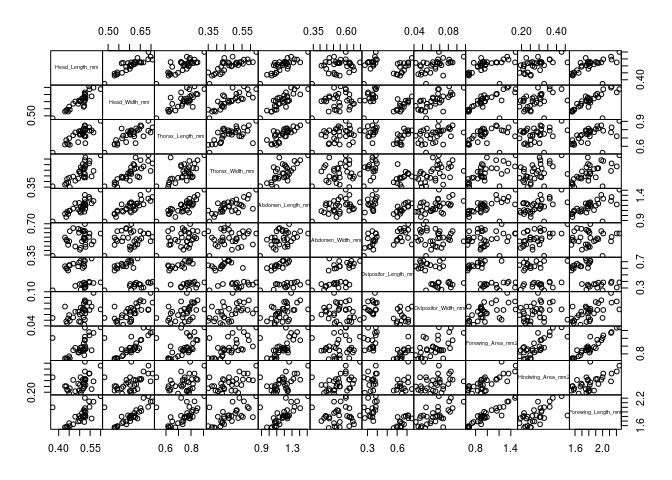 0.50 0.65 0.35 0.55 0.35 0.60 0.04 0.08 0.20 0.40
Head_Length_mm
0.40
Head_Width_mm
0.50
Thorax_Length_mm
0.6 0.9
Thorax_Width_mm
0.35
Abdomen_Length_mm
0.9 1.4
Abdomen_Width_mm
0.35 0.70
Ovipositor_Length_mm
0.3 0.7
Ovipositor_Width_mm
0.04 0.10
Forewing_Area_mm2
0.8
Hindwing_Area_mm2
0.20
Forewing_Length_mm
1.6 2.2
0.40 0.55 0.6 0.8 0.9 1.3 0.3 0.6 0.8 1.4 1.6 2.0